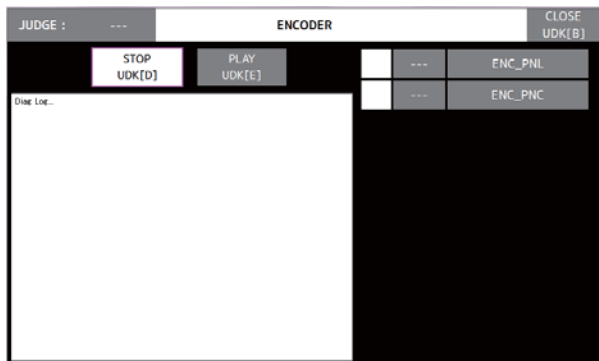 JUDGE : --- ENCODER CLOSE UDK[B]
STOP UDK[D] PLAY UDK[E]
--- ENC_PNL
--- ENC_PNC
Diag Log...